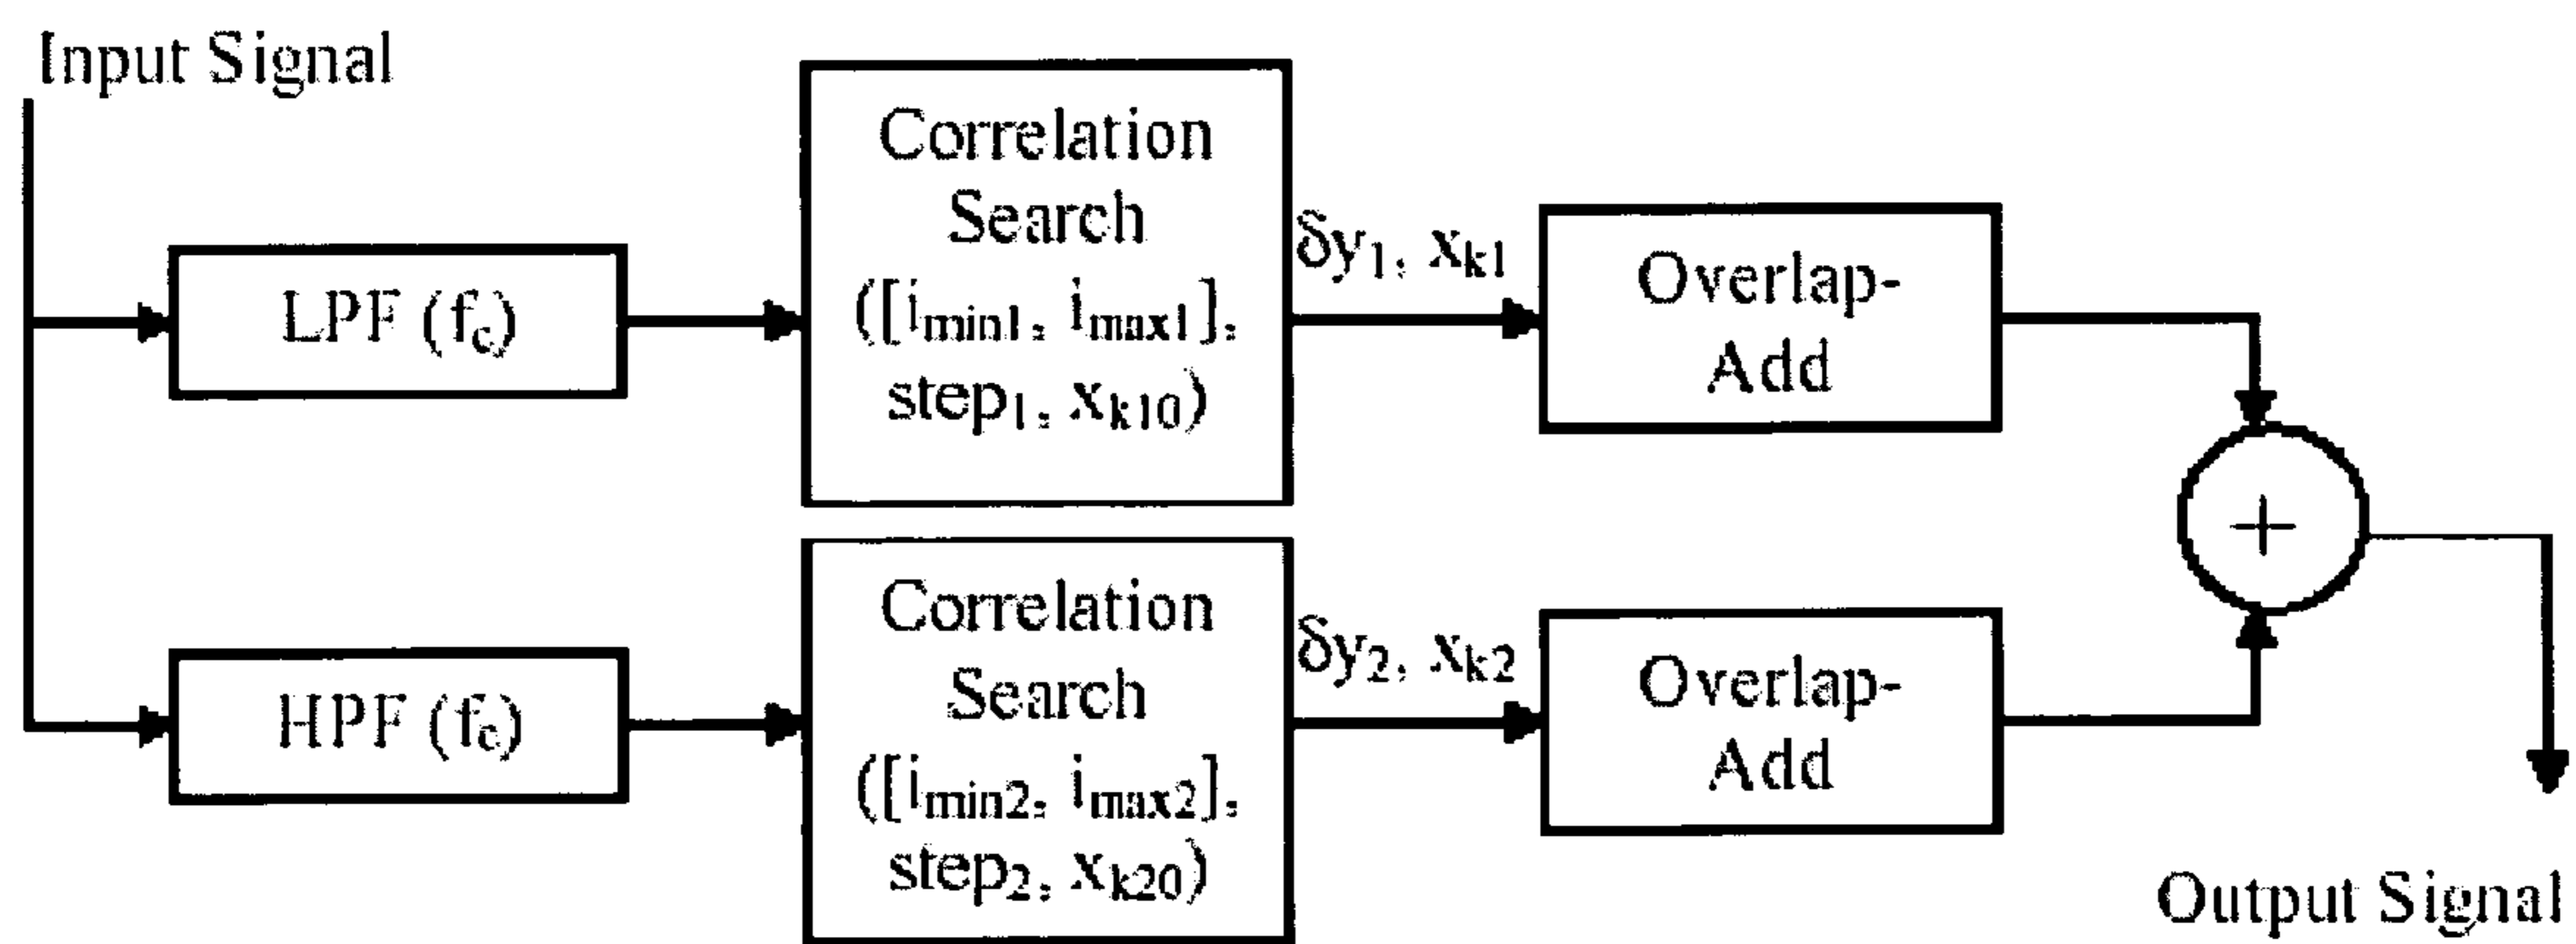 Input Signal
LPF (fc)
Correlation
Search
([imin1, imax1],
step1, xk10)
δy1, xk1
Overlap-
Add
+
HPF (fc)
Correlation
Search
([imin2, imax2],
step2, xk20)
δy2, xk2
Overlap-
Add
Output Signal